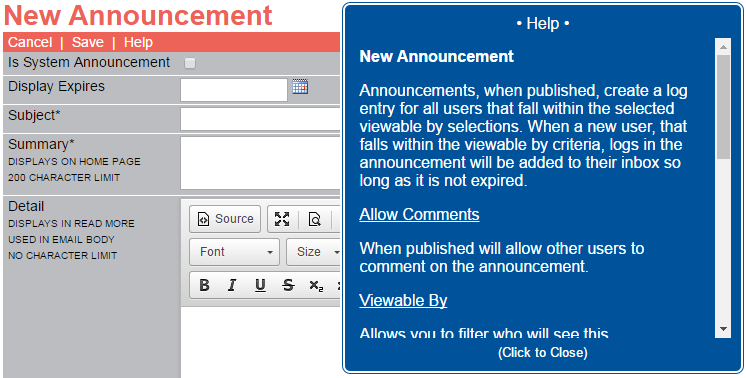 New Announcement
Cancel | Save | Help
Is System Announcement
Display Expires
Subject*
Summary*
DISPLAYS ON HOME PAGE
200 CHARACTER LIMIT
Detail
DISPLAYS IN READ MORE
USED IN EMAIL BODY
NO CHARACTER LIMIT
Source
Font
Size
B I U S x₂
• Help •
New Announcement
Announcements, when published, create a log
entry for all users that fall within the selected
viewable by selections. When a new user, that
falls within the viewable by criteria, logs in the
announcement will be added to their inbox so
long as it is not expired.
Allow Comments
When published will allow other users to
comment on the announcement.
Viewable By
Allows you to filter who will see this
(Click to Close)